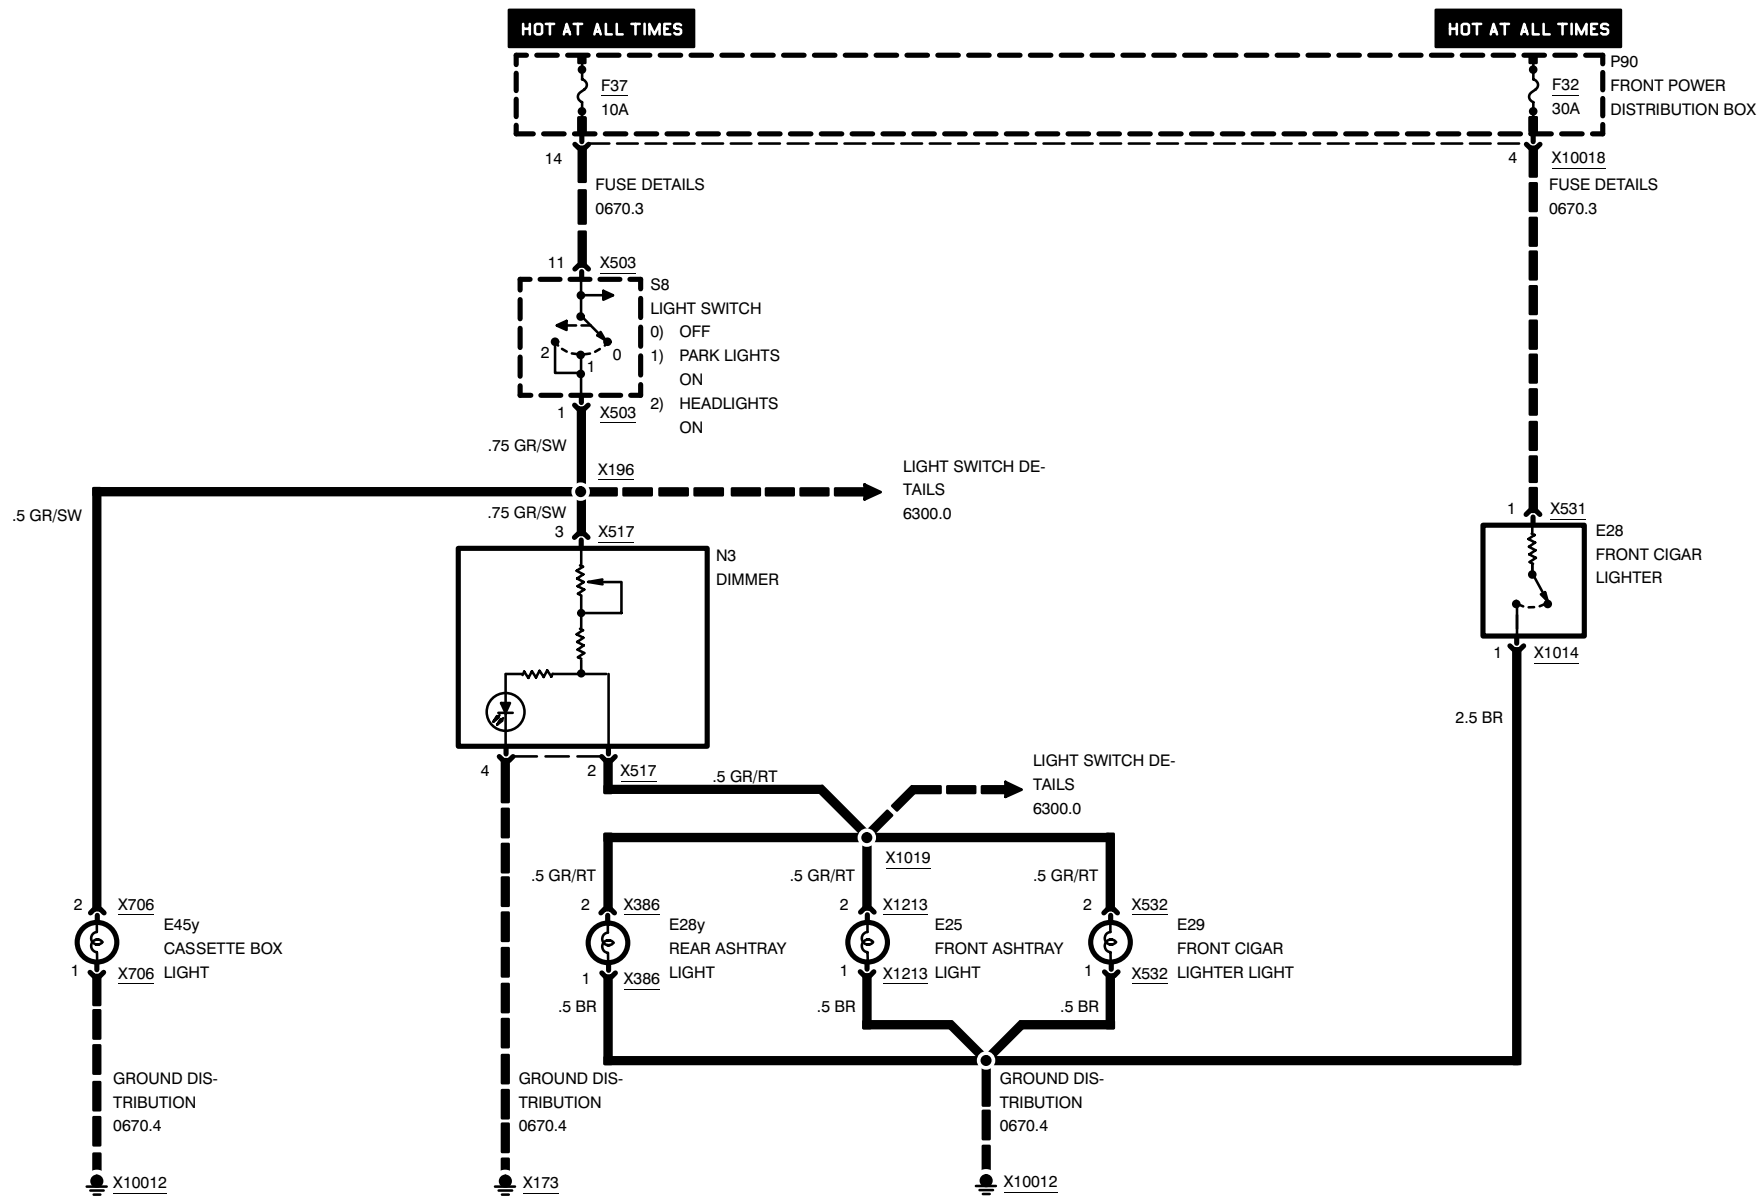 HOT AT ALL TIMES
HOT AT ALL TIMES
F37
10A
F32
30A
P90
FRONT POWER
DISTRIBUTION BOX
14
4
X10018
FUSE DETAILS
0670.3
FUSE DETAILS
0670.3
11
X503
S8
LIGHT SWITCH
0) OFF
1) PARK LIGHTS
ON
2) HEADLIGHTS
ON
2
1
0
1
X503
.75 GR/SW
X196
LIGHT SWITCH DE-
TAILS
6300.0
.5 GR/SW
.75 GR/SW
3
X517
1
X531
N3
DIMMER
E28
FRONT CIGAR
LIGHTER
1
X1014
2.5 BR
4
2
X517
.5 GR/RT
LIGHT SWITCH DE-
TAILS
6300.0
X1019
.5 GR/RT
.5 GR/RT
.5 GR/RT
2
X706
E45y
CASSETTE BOX
LIGHT
1
X706
2
X386
E28y
REAR ASHTRAY
LIGHT
1
X386
2
X1213
E25
FRONT ASHTRAY
LIGHT
1
X1213
2
X532
E29
FRONT CIGAR
LIGHTER LIGHT
1
X532
.5 BR
.5 BR
.5 BR
GROUND DIS-
TRIBUTION
0670.4
GROUND DIS-
TRIBUTION
0670.4
GROUND DIS-
TRIBUTION
0670.4
X10012
X173
X10012